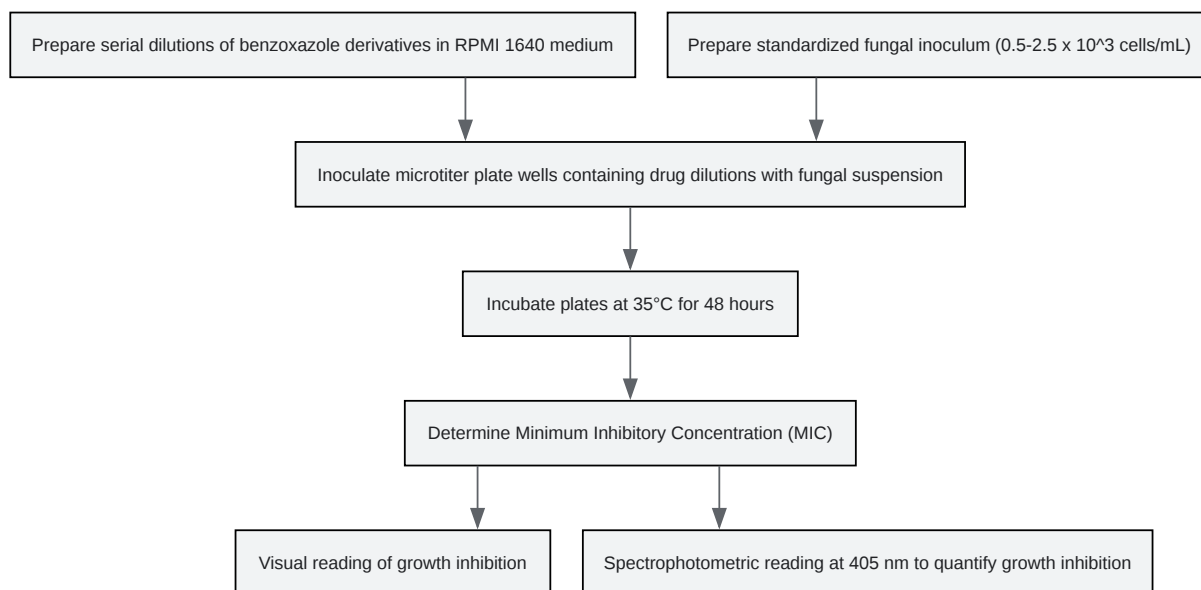 Prepare serial dilutions of benzoxazole derivatives in RPMI 1640 medium
Prepare standardized fungal inoculum (0.5-2.5 x 10^3 cells/mL)
Inoculate microtiter plate wells containing drug dilutions with fungal suspension
Incubate plates at 35°C for 48 hours
Determine Minimum Inhibitory Concentration (MIC)
Visual reading of growth inhibition
Spectrophotometric reading at 405 nm to quantify growth inhibition